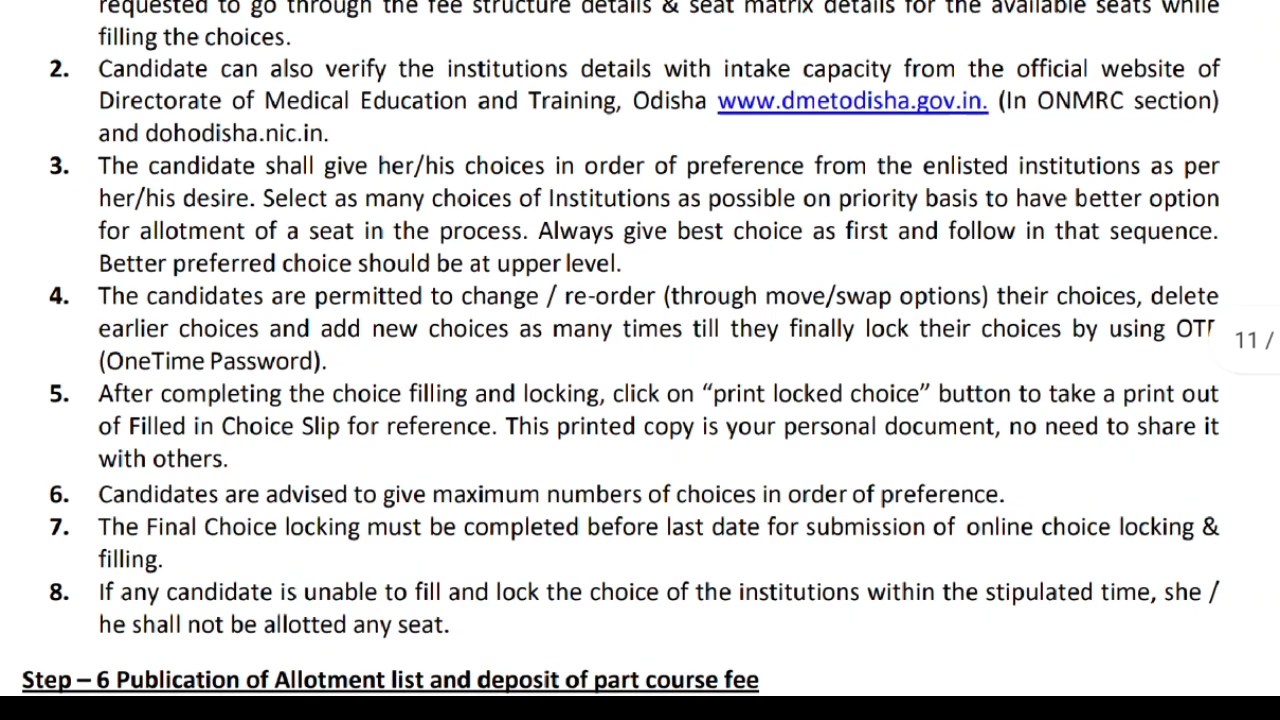 requested to go through the fee structure details & seat matrix details for the available seats while
filling the choices.
2. Candidate can also verify the institutions details with intake capacity from the official website of
Directorate of Medical Education and Training, Odisha www.dmetodisha.gov.in. (In ONMRC section)
and dohodisha.nic.in.
3. The candidate shall give her/his choices in order of preference from the enlisted institutions as per
her/his desire. Select as many choices of Institutions as possible on priority basis to have better option
for allotment of a seat in the process. Always give best choice as first and follow in that sequence.
Better preferred choice should be at upper level.
4. The candidates are permitted to change / re-order (through move/swap options) their choices, delete
earlier choices and add new choices as many times till they finally lock their choices by using OTP
(OneTime Password).
11 /
5. After completing the choice filling and locking, click on “print locked choice” button to take a print out
of Filled in Choice Slip for reference. This printed copy is your personal document, no need to share it
with others.
6. Candidates are advised to give maximum numbers of choices in order of preference.
7. The Final Choice locking must be completed before last date for submission of online choice locking &
filling.
8. If any candidate is unable to fill and lock the choice of the institutions within the stipulated time, she /
he shall not be allotted any seat.
Step – 6 Publication of Allotment list and deposit of part course fee